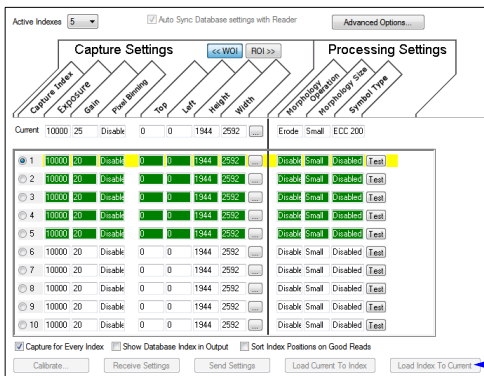 Active Indexes 5 Auto Sync Database settings with Reader Advanced Options...
Capture Settings << WOI ROI >> Processing Settings
Capture Index Exposure Gain Pixel Binning Top Left Height Width Morphology Operation Morphology Size Symbol Type
Current 10000 25 Disable 0 0 1944 2592 ... Erode Small ECC 200
1 10000 20 Disable 0 0 1944 2592 ... Disable Small Disabled Test
2 10000 20 Disable 0 0 1944 2592 ... Disable Small Disabled Test
3 10000 20 Disable 0 0 1944 2592 ... Disable Small Disabled Test
4 10000 20 Disable 0 0 1944 2592 ... Disable Small Disabled Test
5 10000 20 Disable 0 0 1944 2592 ... Disable Small Disabled Test
6 10000 20 Disable 0 0 1944 2592 ... Disable Small Disabled Test
7 10000 20 Disable 0 0 1944 2592 ... Disable Small Disabled Test
8 10000 20 Disable 0 0 1944 2592 ... Disable Small Disabled Test
9 10000 20 Disable 0 0 1944 2592 ... Disable Small Disabled Test
10 10000 20 Disable 0 0 1944 2592 ... Disable Small Disabled Test
Capture for Every Index Show Database Index in Output Sort Index Positions on Good Reads
Calibrate... Receive Settings Send Settings Load Current To Index Load Index To Current